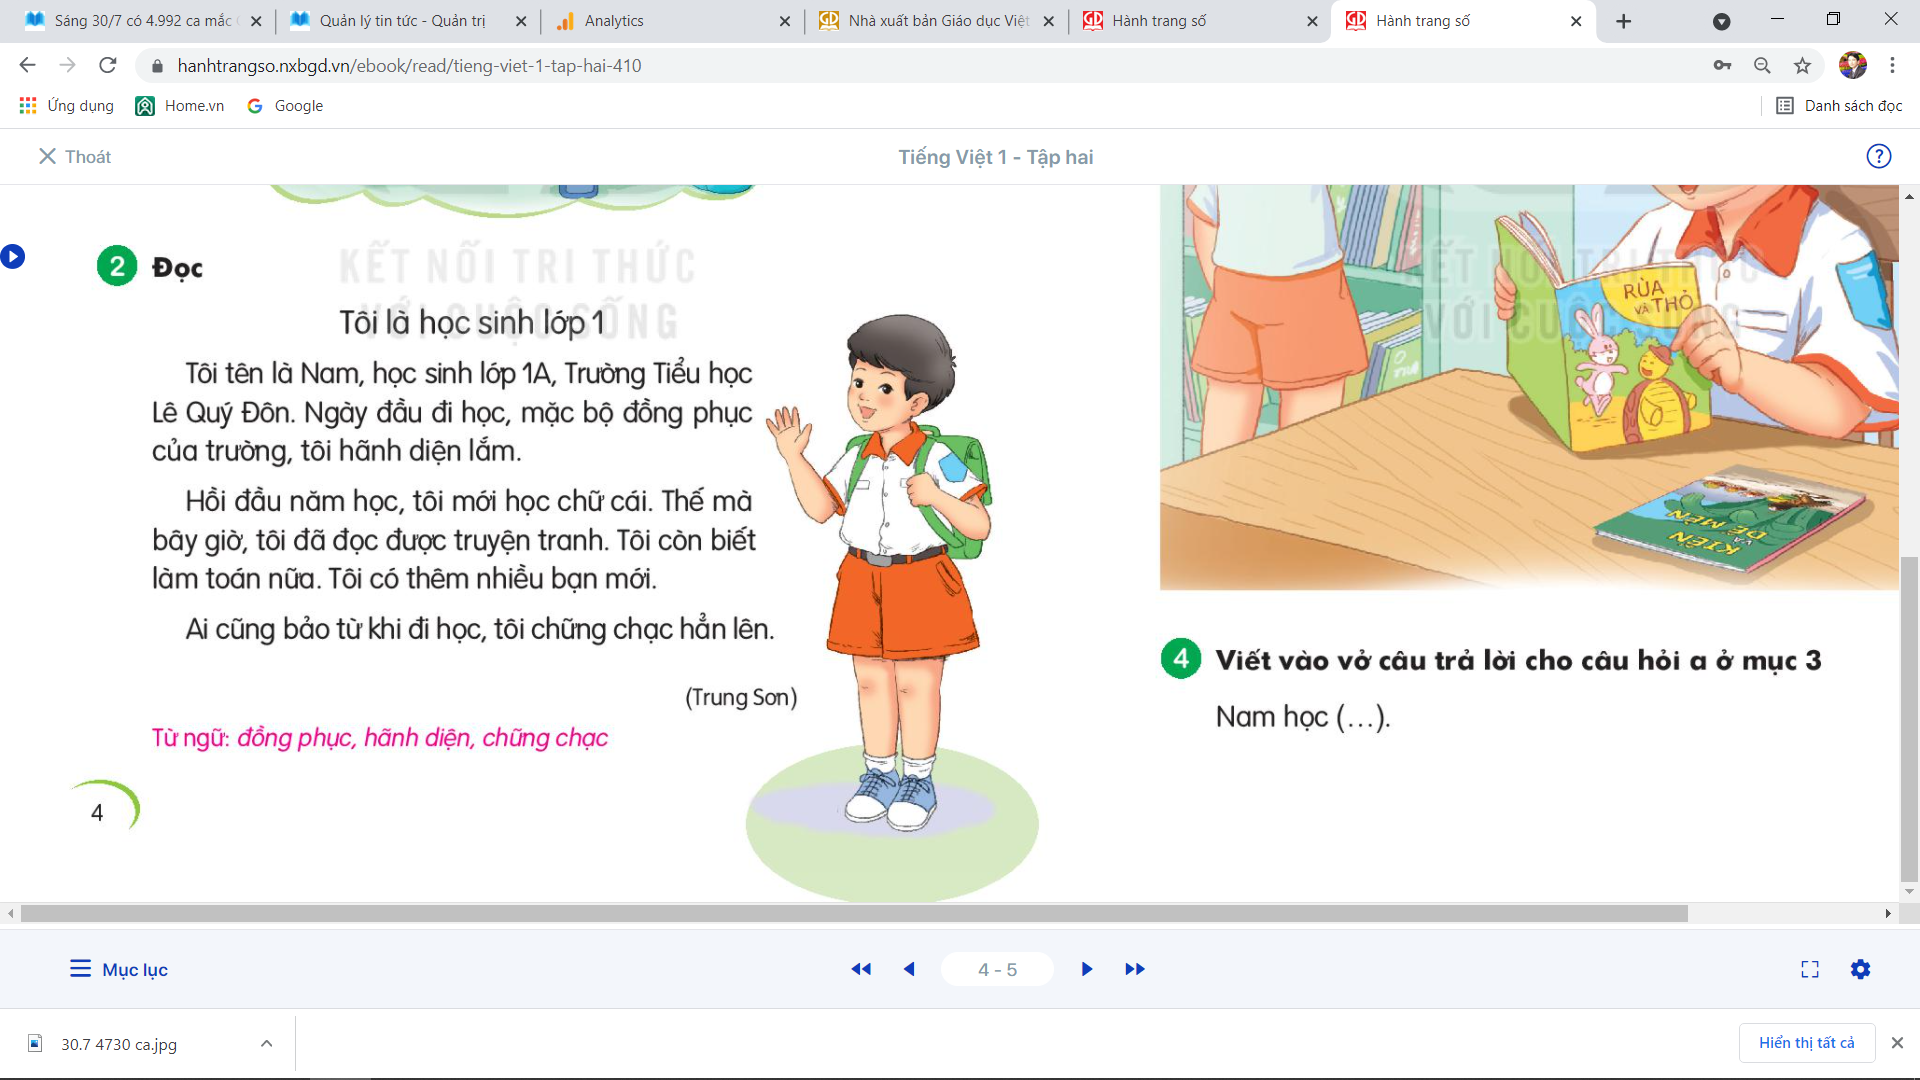 Sáng 30/7 có 4.992 ca mắc
Quản lý tin tức - Quản trị
Analytics
Nhà xuất bản Giáo dục Việt
Hành trang số
Hành trang số
hanhtrangso.nxbgd.vn/ebook/read/tieng-viet-1-tap-hai-410
Ứng dụng
Home.vn
Google
Danh sách đọc
Thoát
Tiếng Việt 1 - Tập hai
KẾT NỐI TRI THỨC
VỚI CUỘC SỐNG
2 Đọc
Tôi là học sinh lớp 1
Tôi tên là Nam, học sinh lớp 1A, Trường Tiểu học
Lê Quý Đôn. Ngày đầu đi học, mặc bộ đồng phục
của trường, tôi hãnh diện lắm.
Hồi đầu năm học, tôi mới học chữ cái. Thế mà
bây giờ, tôi đã đọc được truyện tranh. Tôi còn biết
làm toán nữa. Tôi có thêm nhiều bạn mới.
Ai cũng bảo từ khi đi học, tôi chững chạc hẳn lên.
(Trung Sơn)
Từ ngữ: đồng phục, hãnh diện, chững chạc
4
KẾT NỐI TRI THỨC
VỚI CUỘC SỐNG
RÙA
VÀ THỎ
KIẾN
VÀ
DẾ MÈN
4 Viết vào vở câu trả lời cho câu hỏi a ở mục 3
Nam học (...).
Mục lục
4 - 5
30.7 4730 ca.jpg
Hiển thị tất cả